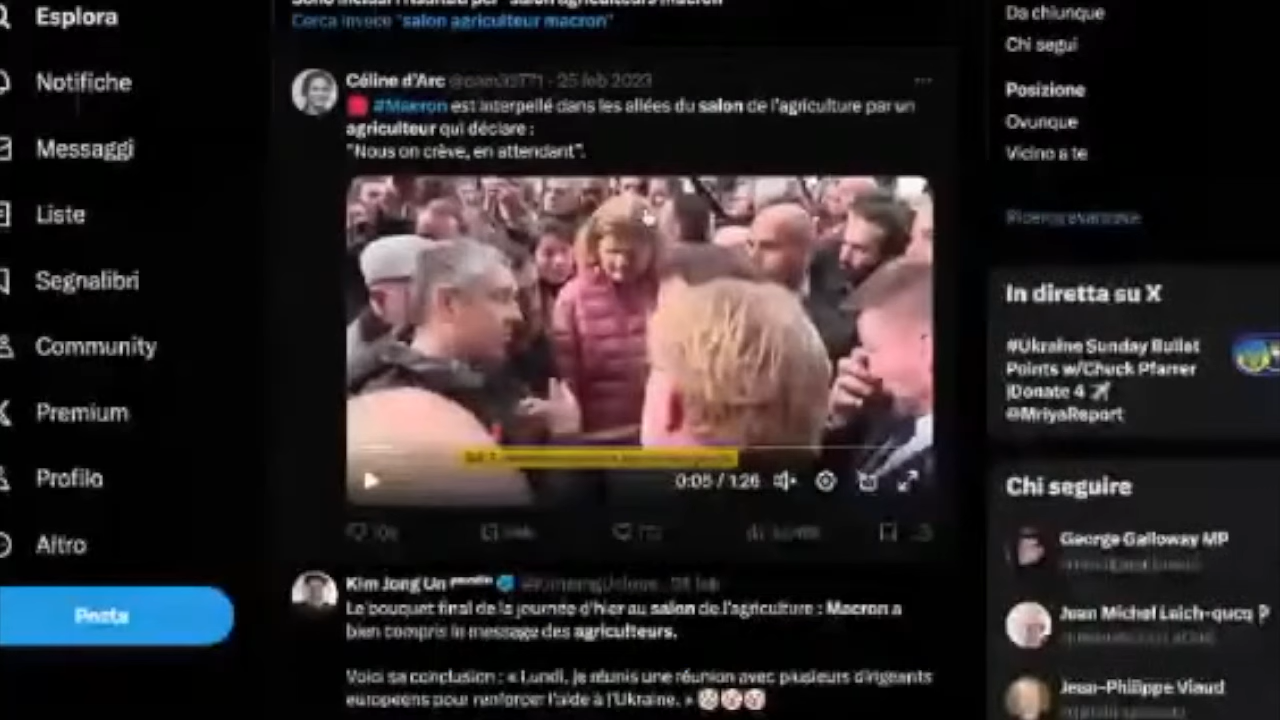 Esplora
Notifiche
Messaggi
Liste
Segnalibri
Community
Premium
Profilo
Altro
Posta
Cerca invece "salon agriculteur macron"
Céline d'Arc
25 feb 2023
#Macron est interpellé dans les allées du salon de l'agriculture par un
agriculteur qui déclare :
"Nous on crève, en attendant".
0:05 / 1:26
Kim Jong Un
Le bouquet final de la journée d'hier au salon de l'agriculture : Macron a
bien compris le message des agriculteurs.
Voici sa conclusion : « Lundi, je réunis une réunion avec plusieurs dirigeants
européens pour renforcer l'aide à l'Ukraine. »
Da chiunque
Chi segui
Posizione
Ovunque
Vicino a te
Ricerca avanzata
In diretta su X
#Ukraine Sunday Bullet
Points w/Chuck Pfarrer
|Donate 4
@MriyaReport
Chi seguire
George Galloway MP
Juan Michel
Jean-Philippe Viaud